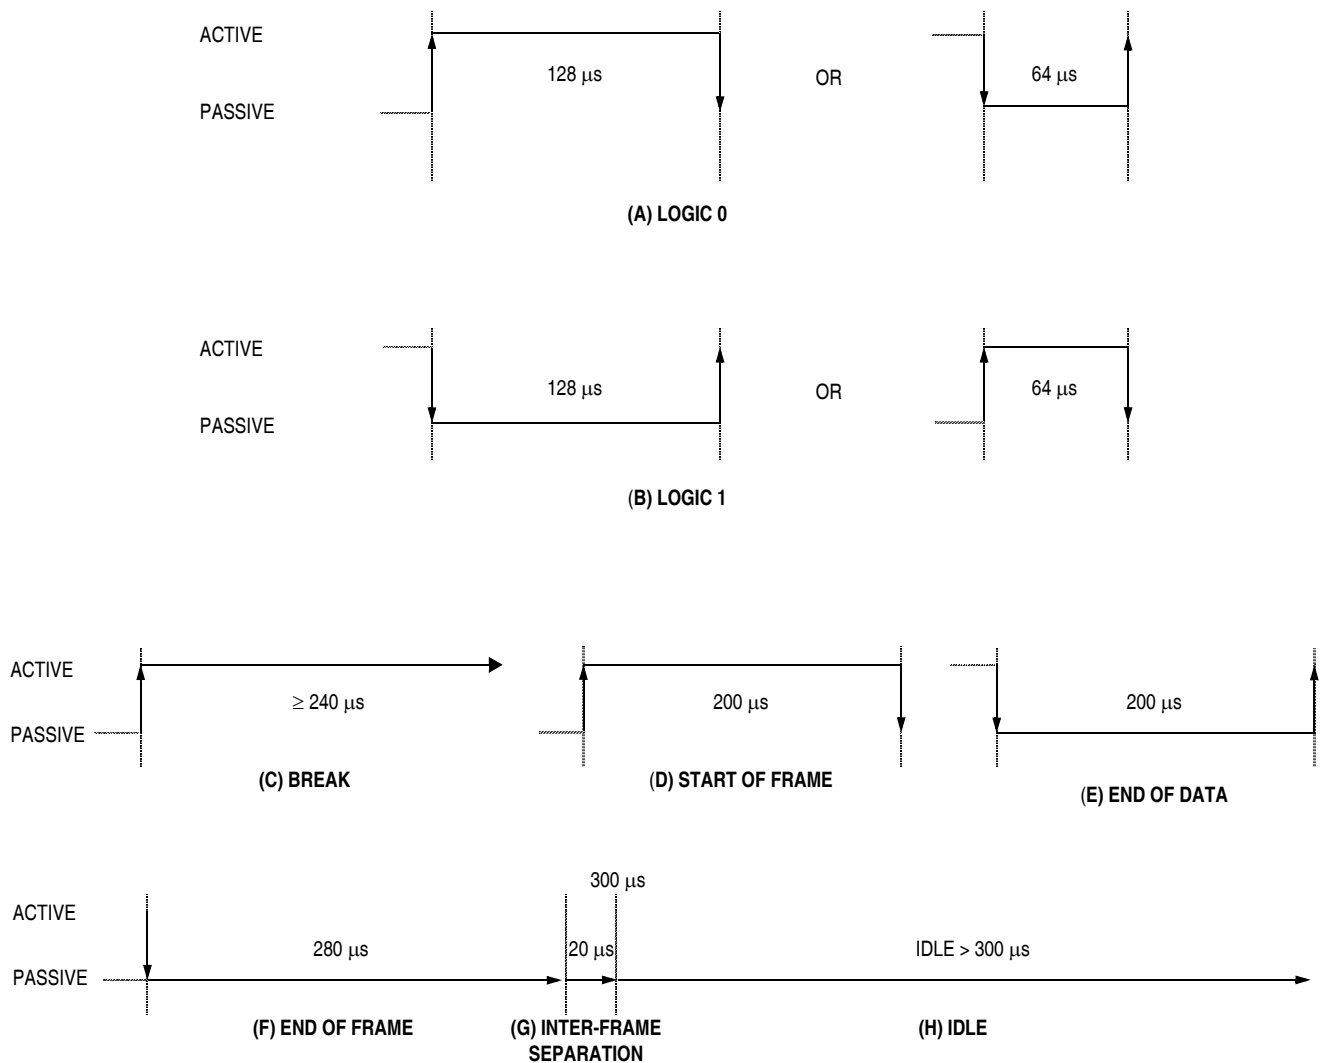 ACTIVE
128 μs
OR
64 μs
PASSIVE
(A) LOGIC 0
ACTIVE
128 μs
OR
64 μs
PASSIVE
(B) LOGIC 1
ACTIVE
≥ 240 μs
200 μs
200 μs
PASSIVE
(C) BREAK
(D) START OF FRAME
(E) END OF DATA
300 μs
ACTIVE
280 μs
20 μs
IDLE > 300 μs
PASSIVE
(F) END OF FRAME
(G) INTER-FRAME
SEPARATION
(H) IDLE